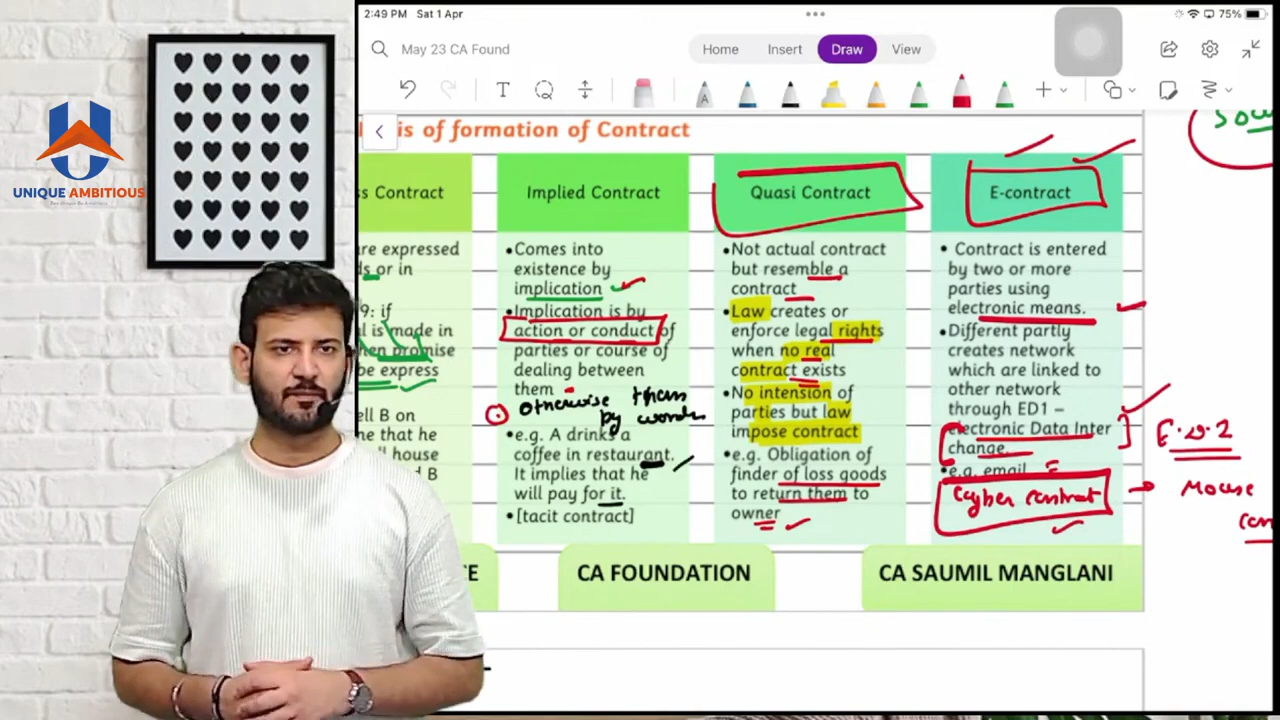 2:49 PM Sat 1 Apr
75%
May 23 CA Found
Home Insert Draw View
UNIQUE AMBITIOUS
is of formation of Contract
ss Contract
are expressed
ds or in
9: if
al is made in
hen promise
be express
ell B on
ne that he
ll house
d B
Implied Contract
•Comes into
existence by
implication
•Implication is by
action or conduct of
parties or course of
dealing between
them
otherwise than
by words
•e.g. A drinks a
coffee in restaurant.
It implies that he
will pay for it.
•[tacit contract]
Quasi Contract
•Not actual contract
but resemble a
contract
•Law creates or
enforce legal rights
when no real
contract exists
•No intension of
parties but law
impose contract
•e.g. Obligation of
finder of loss goods
to return them to
owner
E-contract
• Contract is entered
by two or more
parties using
electronic means.
•Different partly
creates network
which are linked to
other network
through ED1 –
electronic Data Inter
change.
•e.g. email
Cyber contract
E.D.I
Mouse
CE
CA FOUNDATION
CA SAUMIL MANGLANI